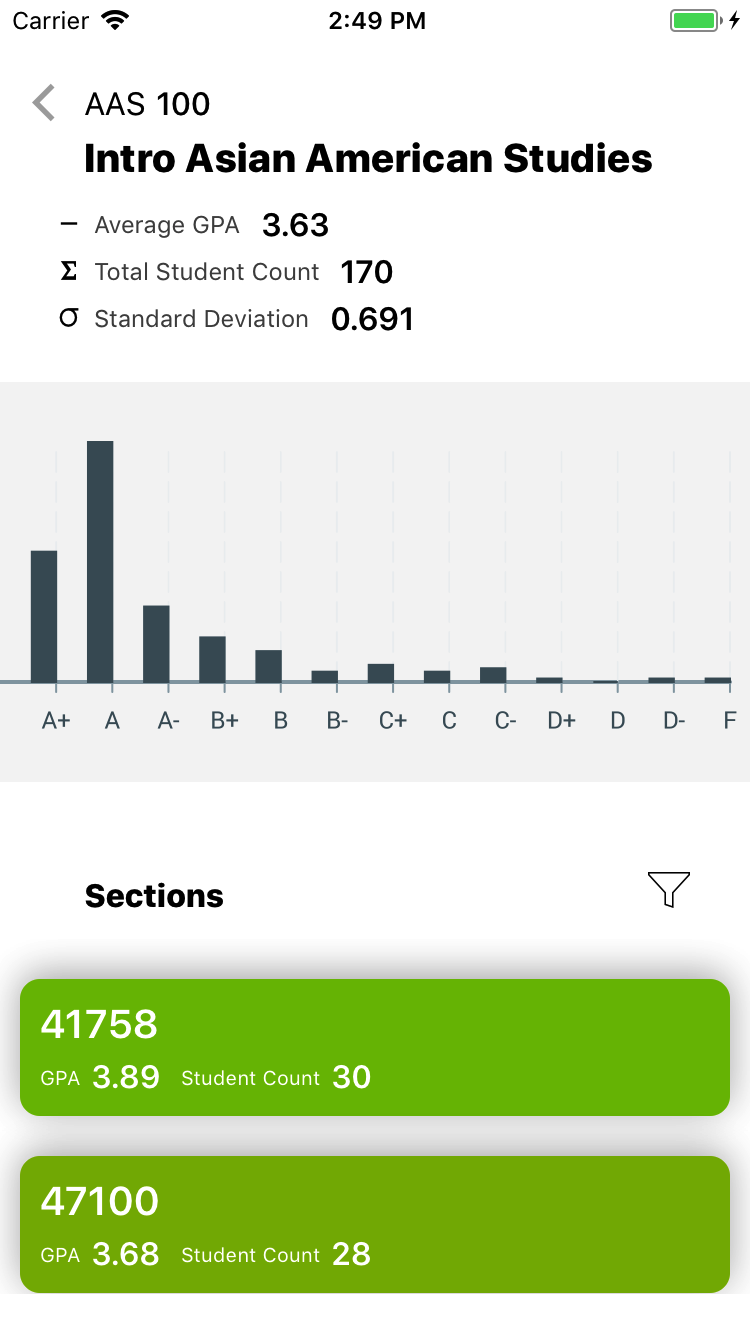 Carrier 2:49 PM
AAS 100
Intro Asian American Studies
– Average GPA 3.63
Σ Total Student Count 170
σ Standard Deviation 0.691
A+ A A- B+ B B- C+ C C- D+ D D- F
Sections
41758
GPA 3.89 Student Count 30
47100
GPA 3.68 Student Count 28